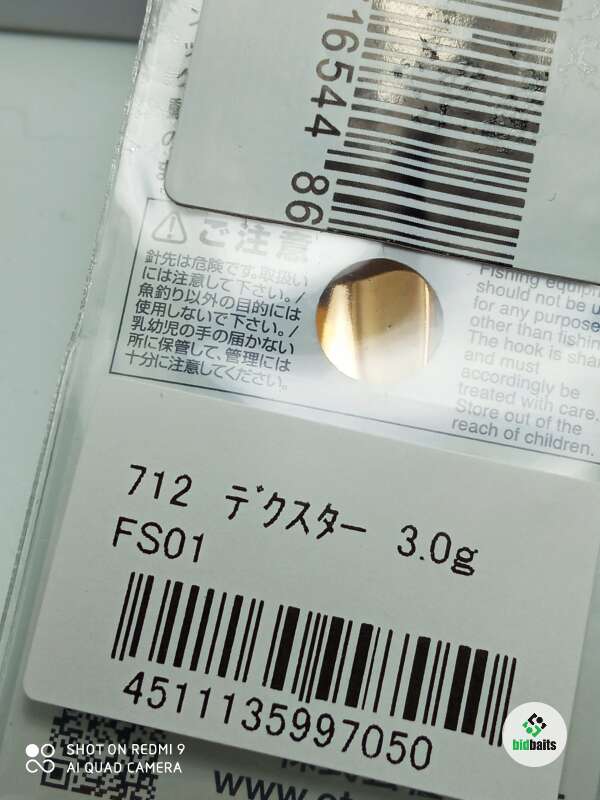 16544 86
ご注意
針先は危険です。取扱い
には注意して下さい。/
魚釣り以外の目的には
使用しないで下さい。/
乳幼児の手の届かない
所に保管して、管理には
十分に注意してください。
Fishing equipm
should not be u
for any purpose
other than fishin
The hook is shar
and must
accordingly be
treated with care.
Store out of the
reach of children.
712 ﾃﾞｸｽﾀｰ 3.0g
FS01
4511135997050
SHOT ON REDMI 9
AI QUAD CAMERA
bidbaits